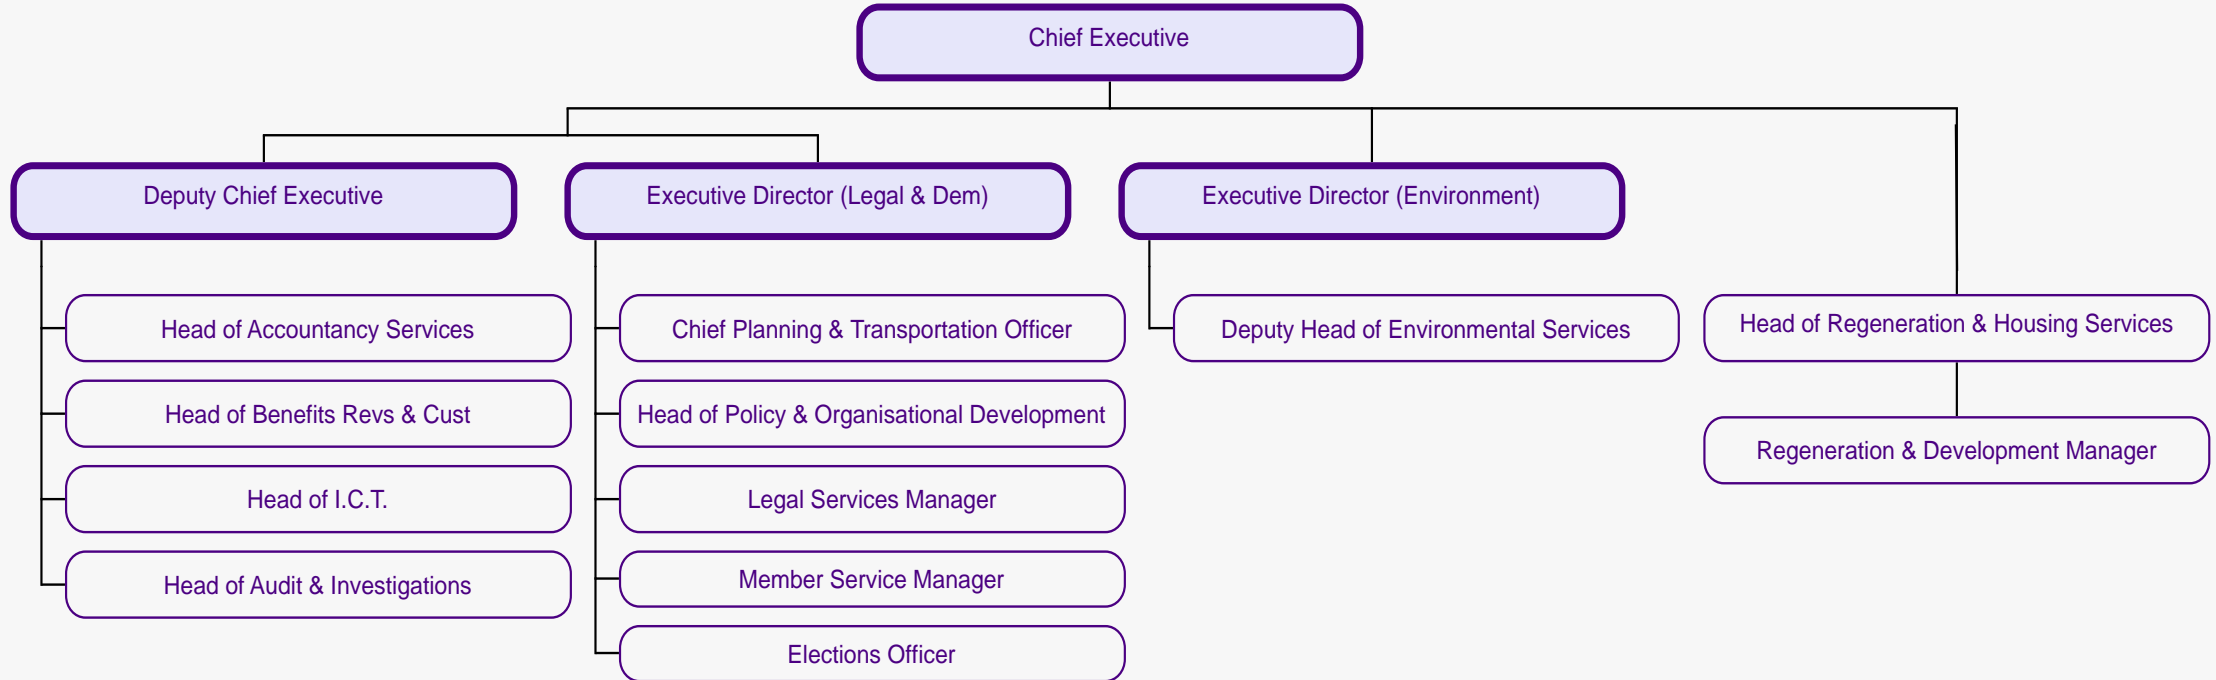 Chief Executive
Deputy Chief Executive
Executive Director (Legal & Dem)
Executive Director (Environment)
Head of Accountancy Services
Chief Planning & Transportation Officer
Deputy Head of Environmental Services
Head of Regeneration & Housing Services
Head of Benefits Revs & Cust
Head of Policy & Organisational Development
Regeneration & Development Manager
Head of I.C.T.
Legal Services Manager
Head of Audit & Investigations
Member Service Manager
Elections Officer